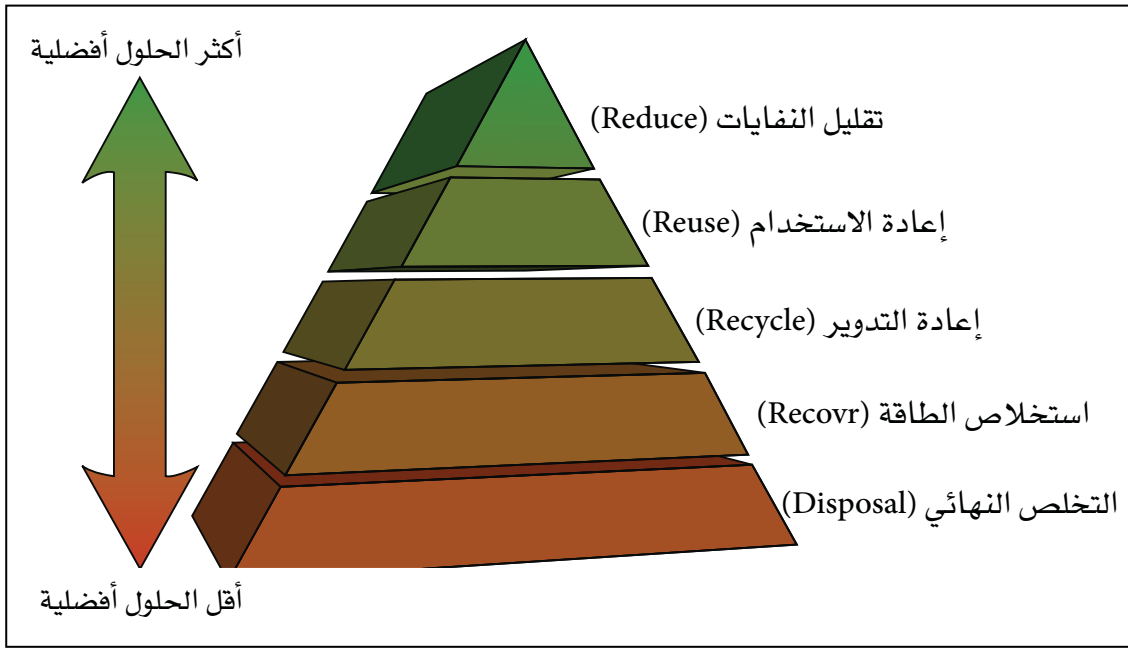 أكثر الحلول أفضلية
تقليل النفايات (Reduce)
إعادة الاستخدام (Reuse)
إعادة التدوير (Recycle)
استخلاص الطاقة (Recovr)
التخلص النهائي (Disposal)
أقل الحلول أفضلية